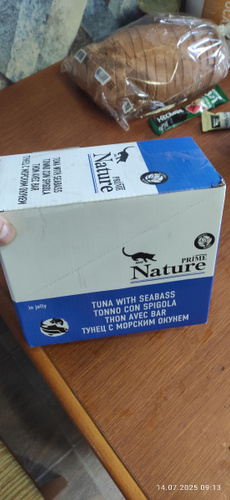 TUNA WITH SEABASS
TONNO CON SPIGOLA
THON AVEC BAR
ТУНЕЦ С МОРСКИМ ОКУНЕМ
PRIME
Nature
PRIME
Nature
in jelly
TUNA WITH SEABASS
TONNO CON SPIGOLA
THON AVEC BAR
ТУНЕЦ С МОРСКИМ ОКУНЕМ
14.07.2025 09:13